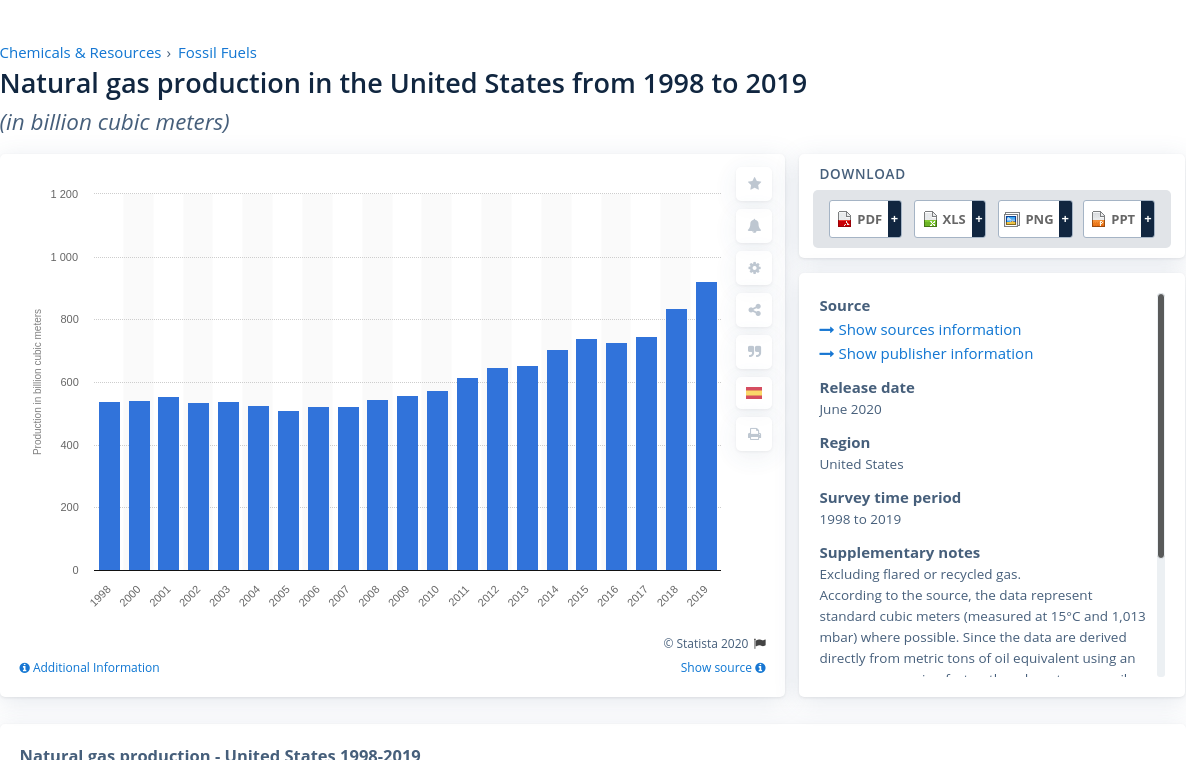 Chemicals & Resources › Fossil Fuels
Natural gas production in the United States from 1998 to 2019
(in billion cubic meters)
Production in billion cubic meters
1 200
1 000
800
600
400
200
0
1998
2000
2001
2002
2003
2004
2005
2006
2007
2008
2009
2010
2011
2012
2013
2014
2015
2016
2017
2018
2019
© Statista 2020
Additional Information
Show source
DOWNLOAD
PDF + XLS + PNG + PPT +
Source
Show sources information
Show publisher information
Release date
June 2020
Region
United States
Survey time period
1998 to 2019
Supplementary notes
Excluding flared or recycled gas.
According to the source, the data represent
standard cubic meters (measured at 15°C and 1,013
mbar) where possible. Since the data are derived
directly from metric tons of oil equivalent using an
Natural gas production - United States 1998-2019